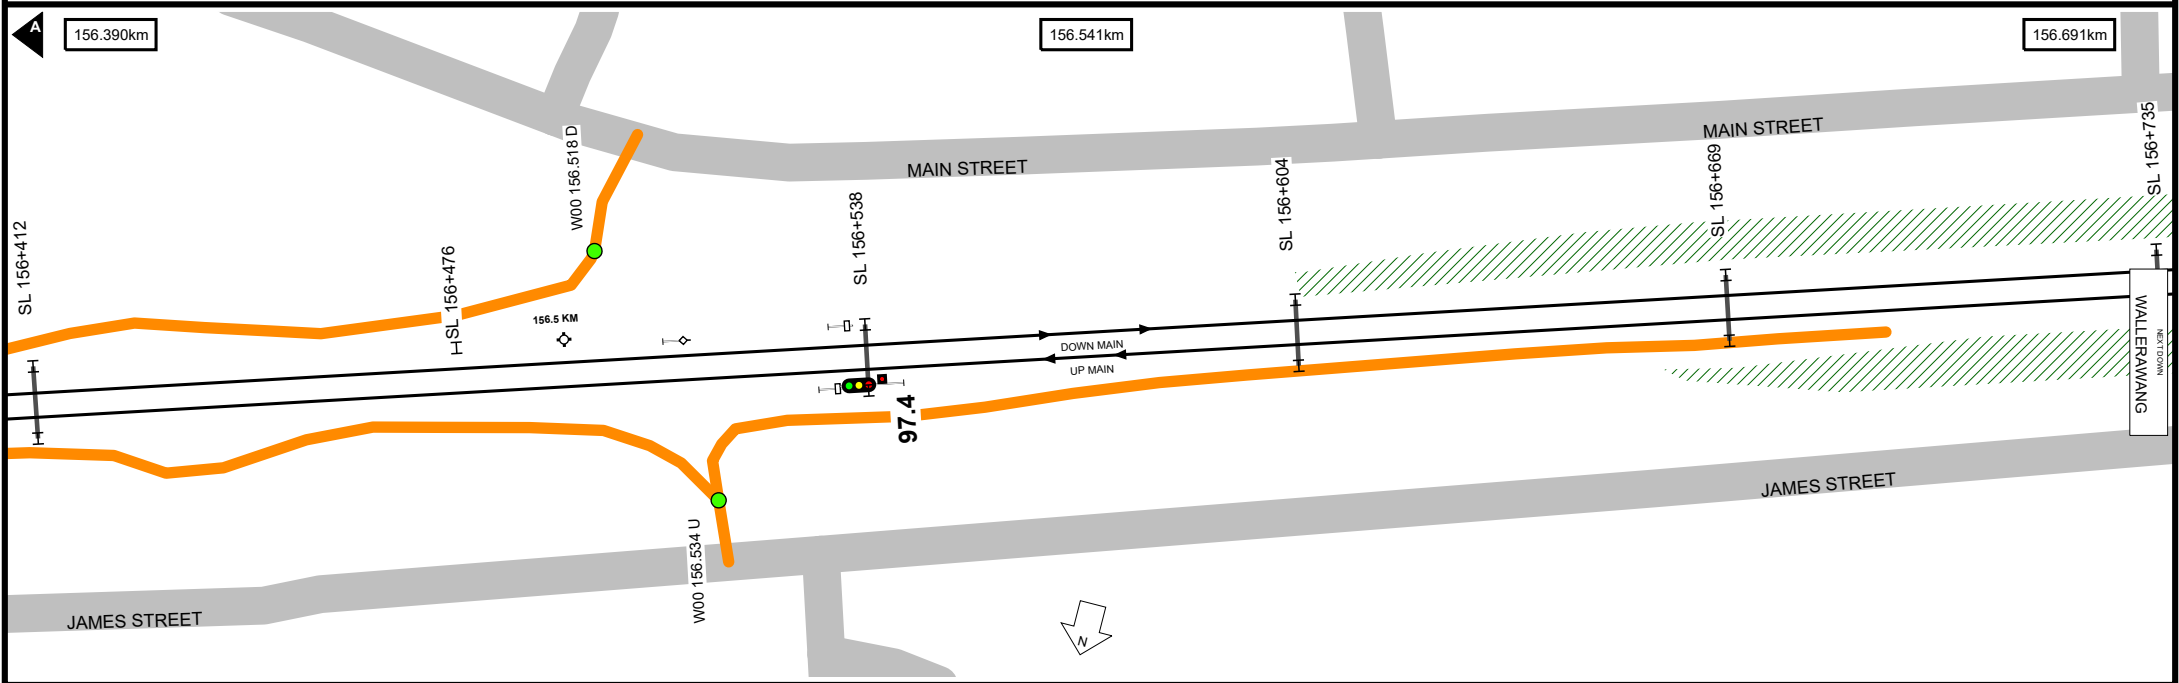 A
156.390km
156.541km
156.691km
MAIN STREET
MAIN STREET
SL 156+412
SL 156+476
W00 156.518 D
156.5 KM
SL 156+538
SL 156+604
SL 156+669
SL 156+735
DOWN MAIN
UP MAIN
97.4
WALLERAWANG
NEXT DOWN
W00 156.534 U
JAMES STREET
JAMES STREET
N